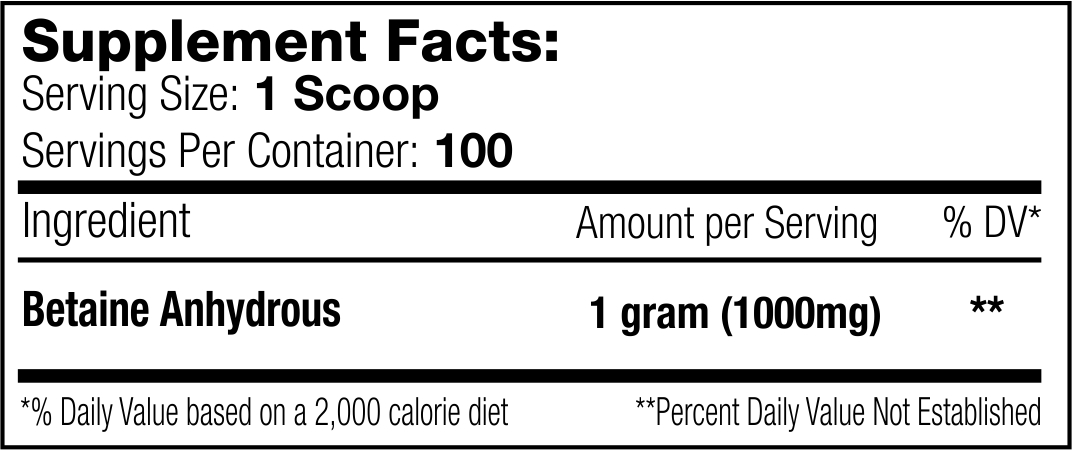 Supplement Facts:
Serving Size: 1 Scoop
Servings Per Container: 100
Ingredient Amount per Serving % DV*
Betaine Anhydrous 1 gram (1000mg) **
*% Daily Value based on a 2,000 calorie diet **Percent Daily Value Not Established